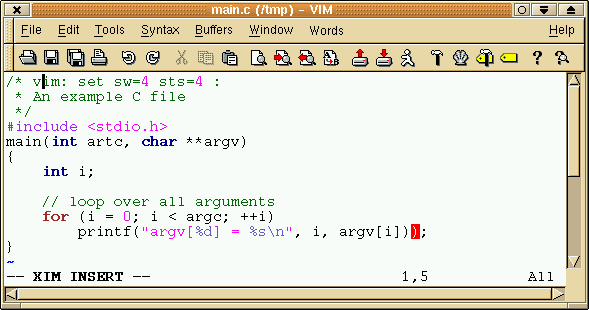 main.c (/tmp) - VIM
File Edit Tools Syntax Buffers Window Words Help
/* vim: set sw=4 sts=4 :
 * An example C file
 */
#include <stdio.h>
main(int artc, char **argv)
{
    int i;

    // loop over all arguments
    for (i = 0; i < argc; ++i)
        printf("argv[%d] = %s\n", i, argv[i]));
}
~
-- XIM INSERT -- 1,5 All